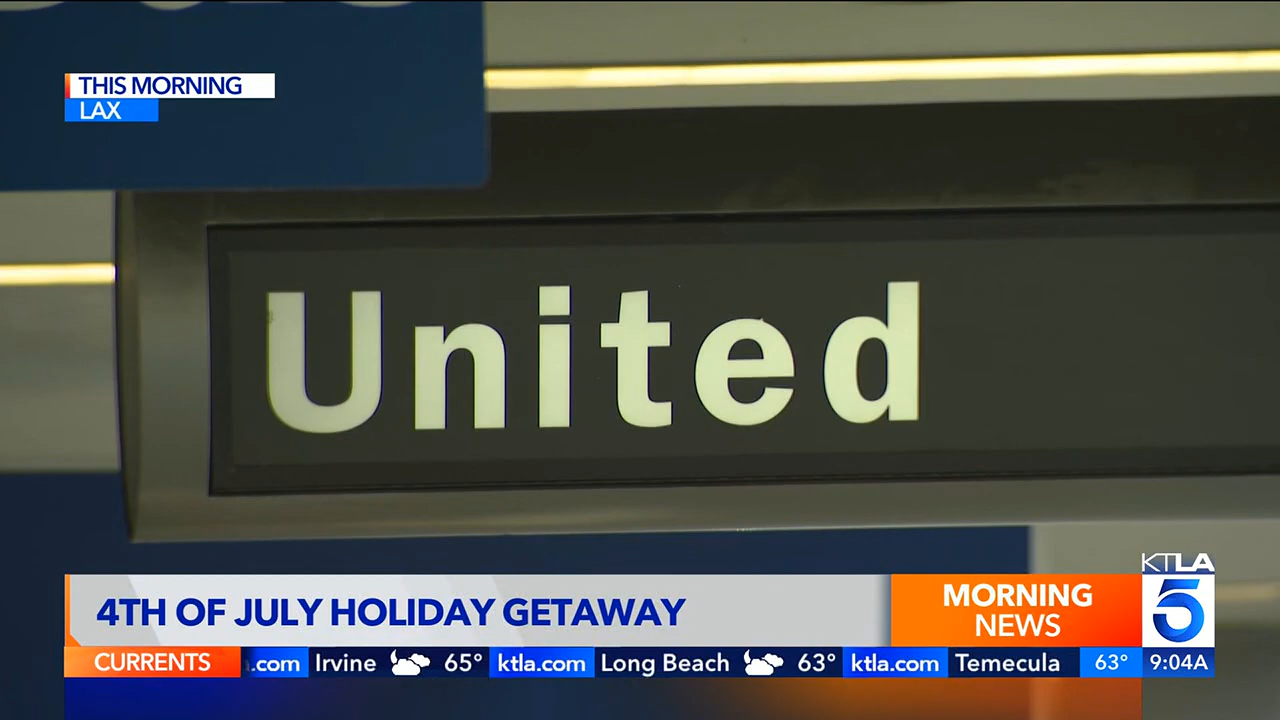 THIS MORNING
LAX
United
4TH OF JULY HOLIDAY GETAWAY
MORNING
NEWS
KTLA
5
CURRENTS .com Irvine 65° ktla.com Long Beach 63° ktla.com Temecula 63° 9:04A